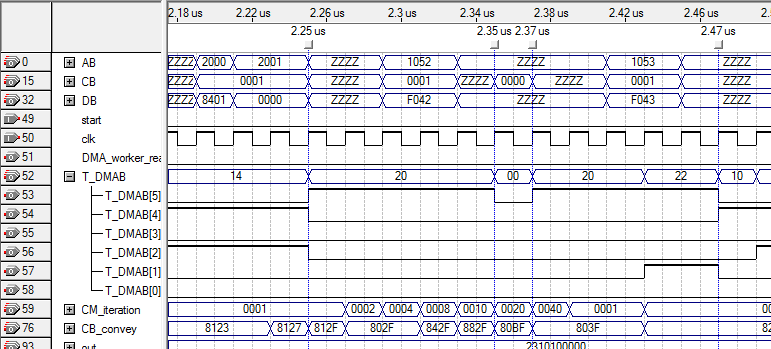 2.18 us 2.22 us 2.26 us 2.3 us 2.34 us 2.38 us 2.42 us 2.46 us
2.25 us 2.35 us 2.37 us 2.47 us
0 AB ZZZZ 2000 2001 ZZZZ 1052 ZZZZ 1053 ZZZZ
15 CB ZZZZ 0001 ZZZZ 0001 ZZZZ 0000 ZZZZ 0001 ZZZZ
32 DB ZZZZ 8401 0000 ZZZZ F042 ZZZZ F043 ZZZZ
49 start
50 clk
51 DMA_worker_rea
52 T_DMAB 14 20 00 20 22 10
53 T_DMAB[5]
54 T_DMAB[4]
55 T_DMAB[3]
56 T_DMAB[2]
57 T_DMAB[1]
58 T_DMAB[0]
59 CM_iteration 0001 0002 0004 0008 0010 0020 0040 0001 00
76 CB_convey 8123 8127 812F 802F 842F 882F 80BF 803F 82
93 out 2310100000